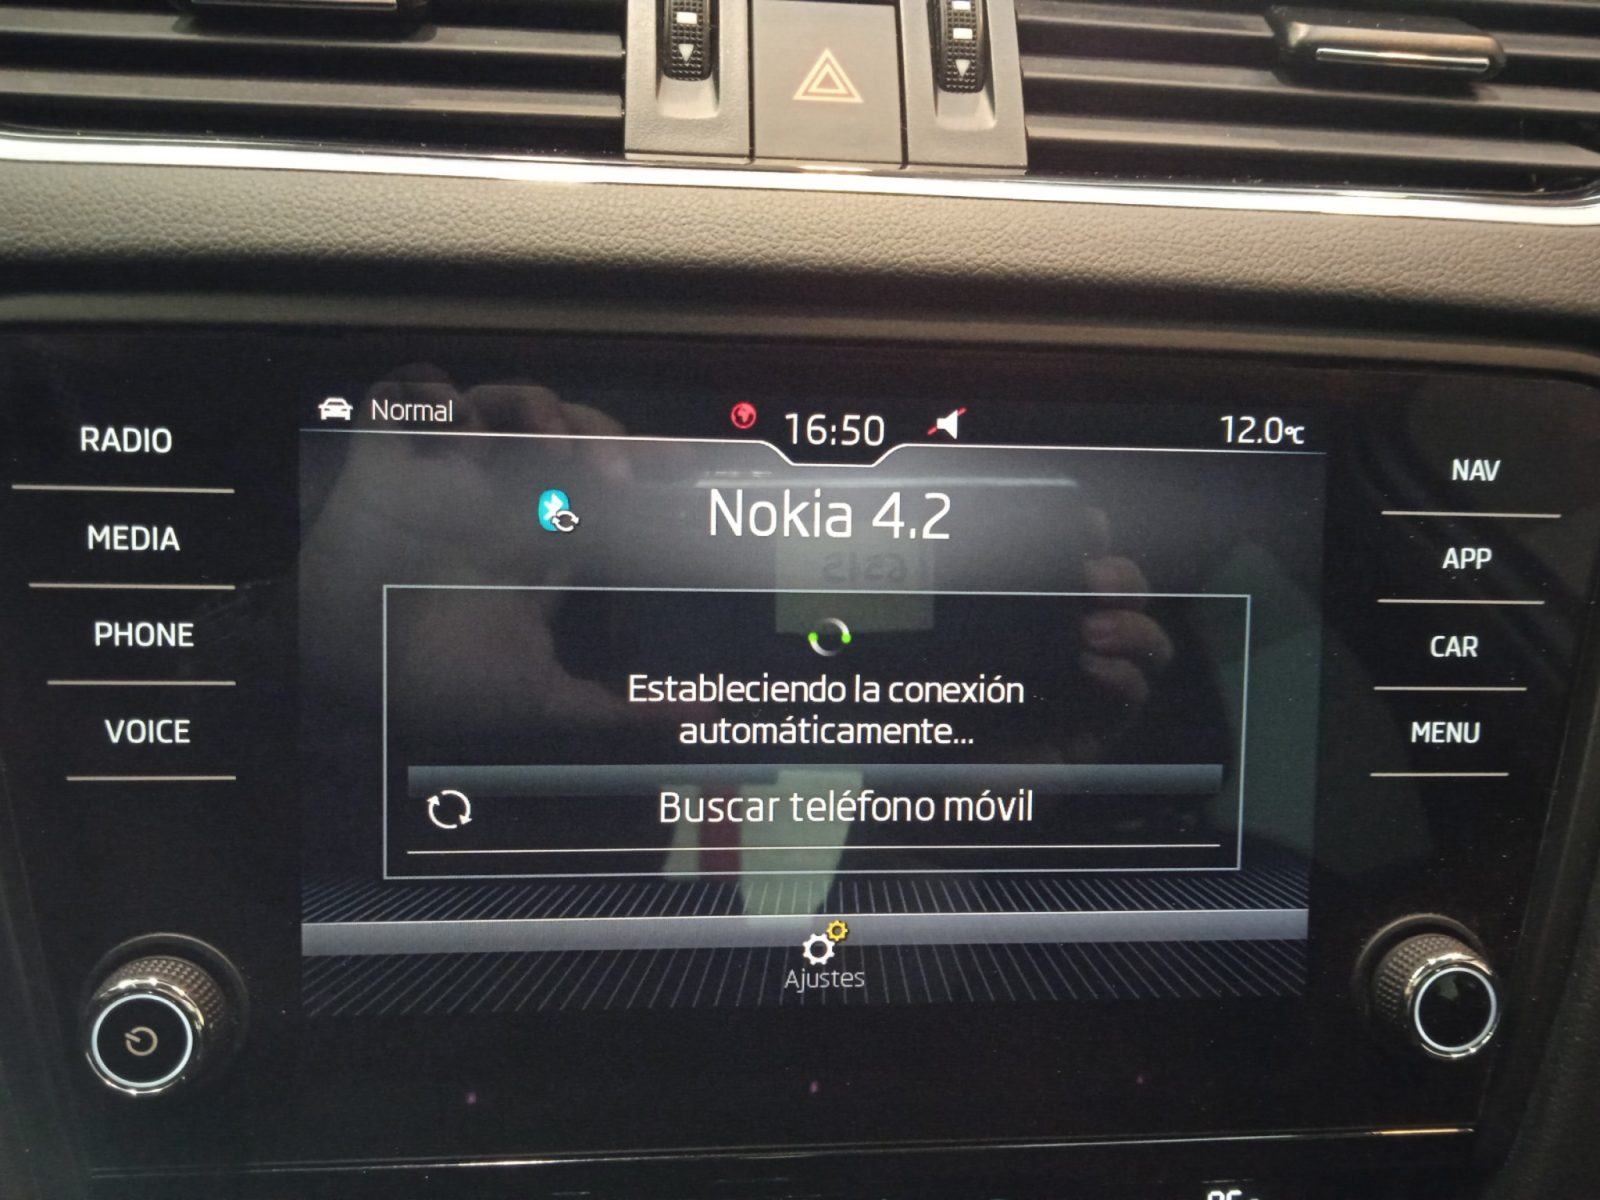 Normal
16:50
12.0°C
RADIO
MEDIA
PHONE
VOICE
NAV
APP
CAR
MENU
Nokia 4.2
Estableciendo la conexión
automáticamente...
Buscar teléfono móvil
Ajustes